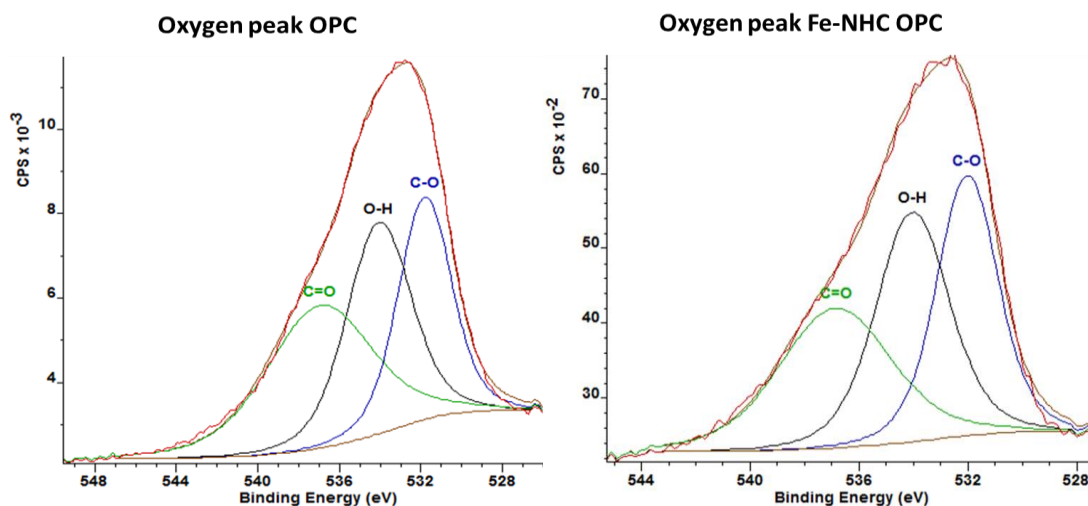 Oxygen peak OPC
CPS x 10⁻³
10
8
6
4
C=O
O-H
C-O
548 544 540 536 532 528
Binding Energy (eV)
Oxygen peak Fe-NHC OPC
CPS x 10⁻²
70
60
50
40
30
C=O
O-H
C-O
544 540 536 532 528
Binding Energy (eV)